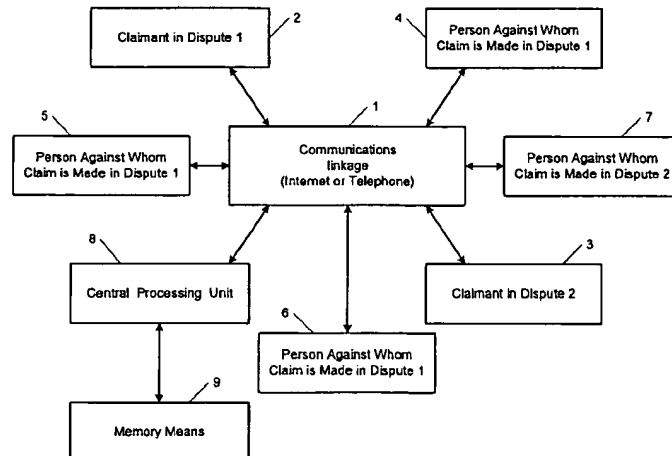 2
Claimant in Dispute 1
4
Person Against Whom
Claim is Made in Dispute 1
1
Communications
linkage
(Internet or Telephone)
5
Person Against Whom
Claim is Made in Dispute 1
7
Person Against Whom
Claim is Made in Dispute 2
8
Central Processing Unit
3
Claimant in Dispute 2
6
Person Against Whom
Claim is Made in Dispute 1
9
Memory Means